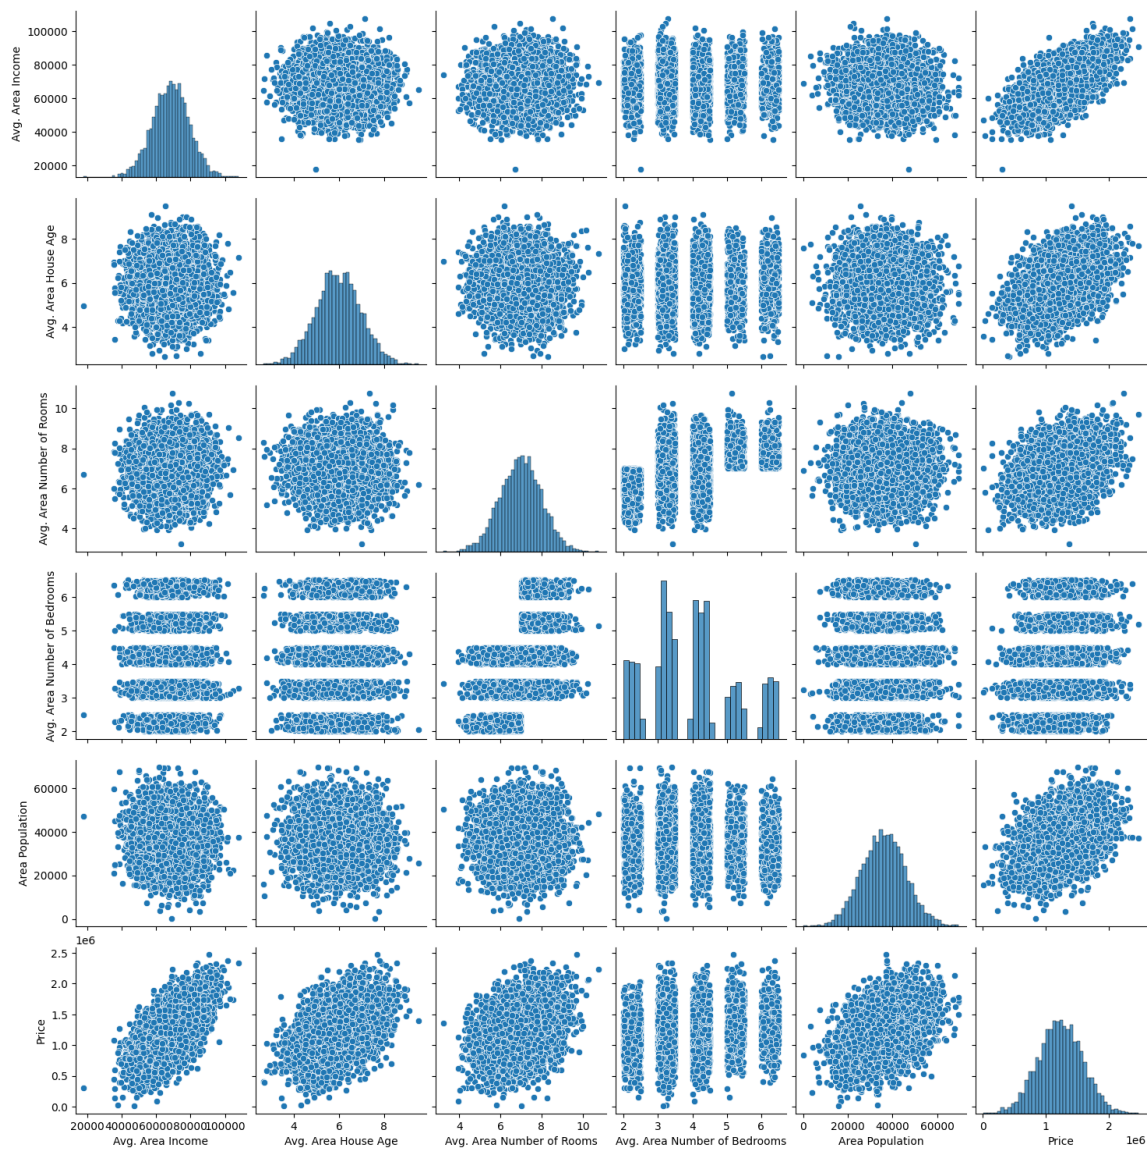 100000
80000
60000
40000
20000
Avg. Area Income
8
6
4
Avg. Area House Age
10
8
6
4
Avg. Area Number of Rooms
6
5
4
3
2
Avg. Area Number of Bedrooms
60000
40000
20000
0
Area Population
1e6
2.5
2.0
1.5
1.0
0.5
0.0
Price
20000 40000 60000 80000 100000
Avg. Area Income
4 6 8
Avg. Area House Age
4 6 8 10
Avg. Area Number of Rooms
2 3 4 5 6
Avg. Area Number of Bedrooms
0 20000 40000 60000
Area Population
0 1 2
1e6
Price